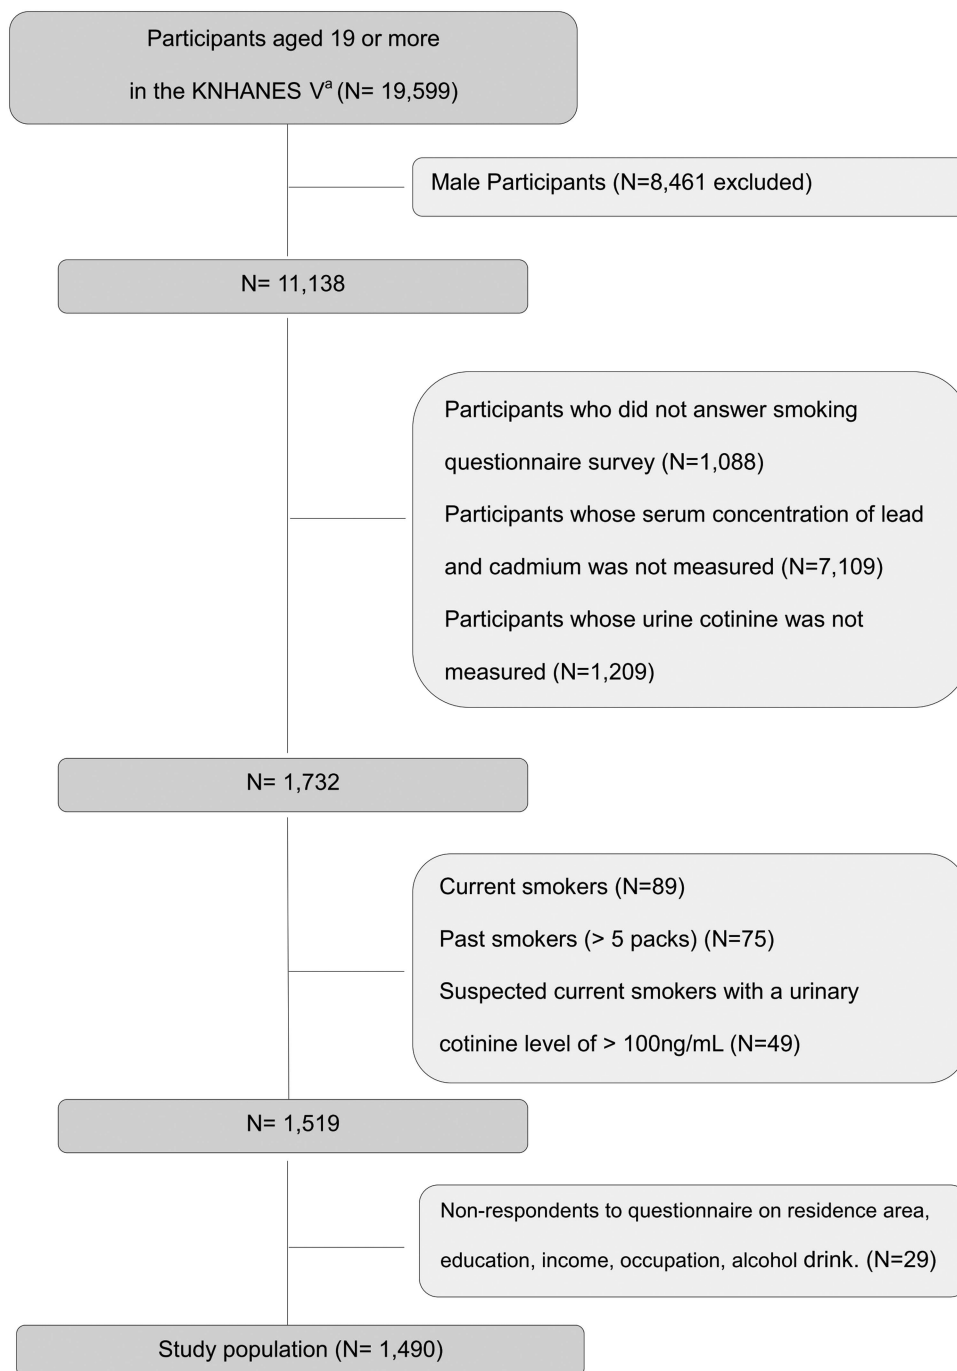 Participants aged 19 or more
in the KNHANES Vᵃ (N= 19,599)
Male Participants (N=8,461 excluded)
N= 11,138
Participants who did not answer smoking
questionnaire survey (N=1,088)
Participants whose serum concentration of lead
and cadmium was not measured (N=7,109)
Participants whose urine cotinine was not
measured (N=1,209)
N= 1,732
Current smokers (N=89)
Past smokers (> 5 packs) (N=75)
Suspected current smokers with a urinary
cotinine level of > 100ng/mL (N=49)
N= 1,519
Non-respondents to questionnaire on residence area,
education, income, occupation, alcohol drink. (N=29)
Study population (N= 1,490)